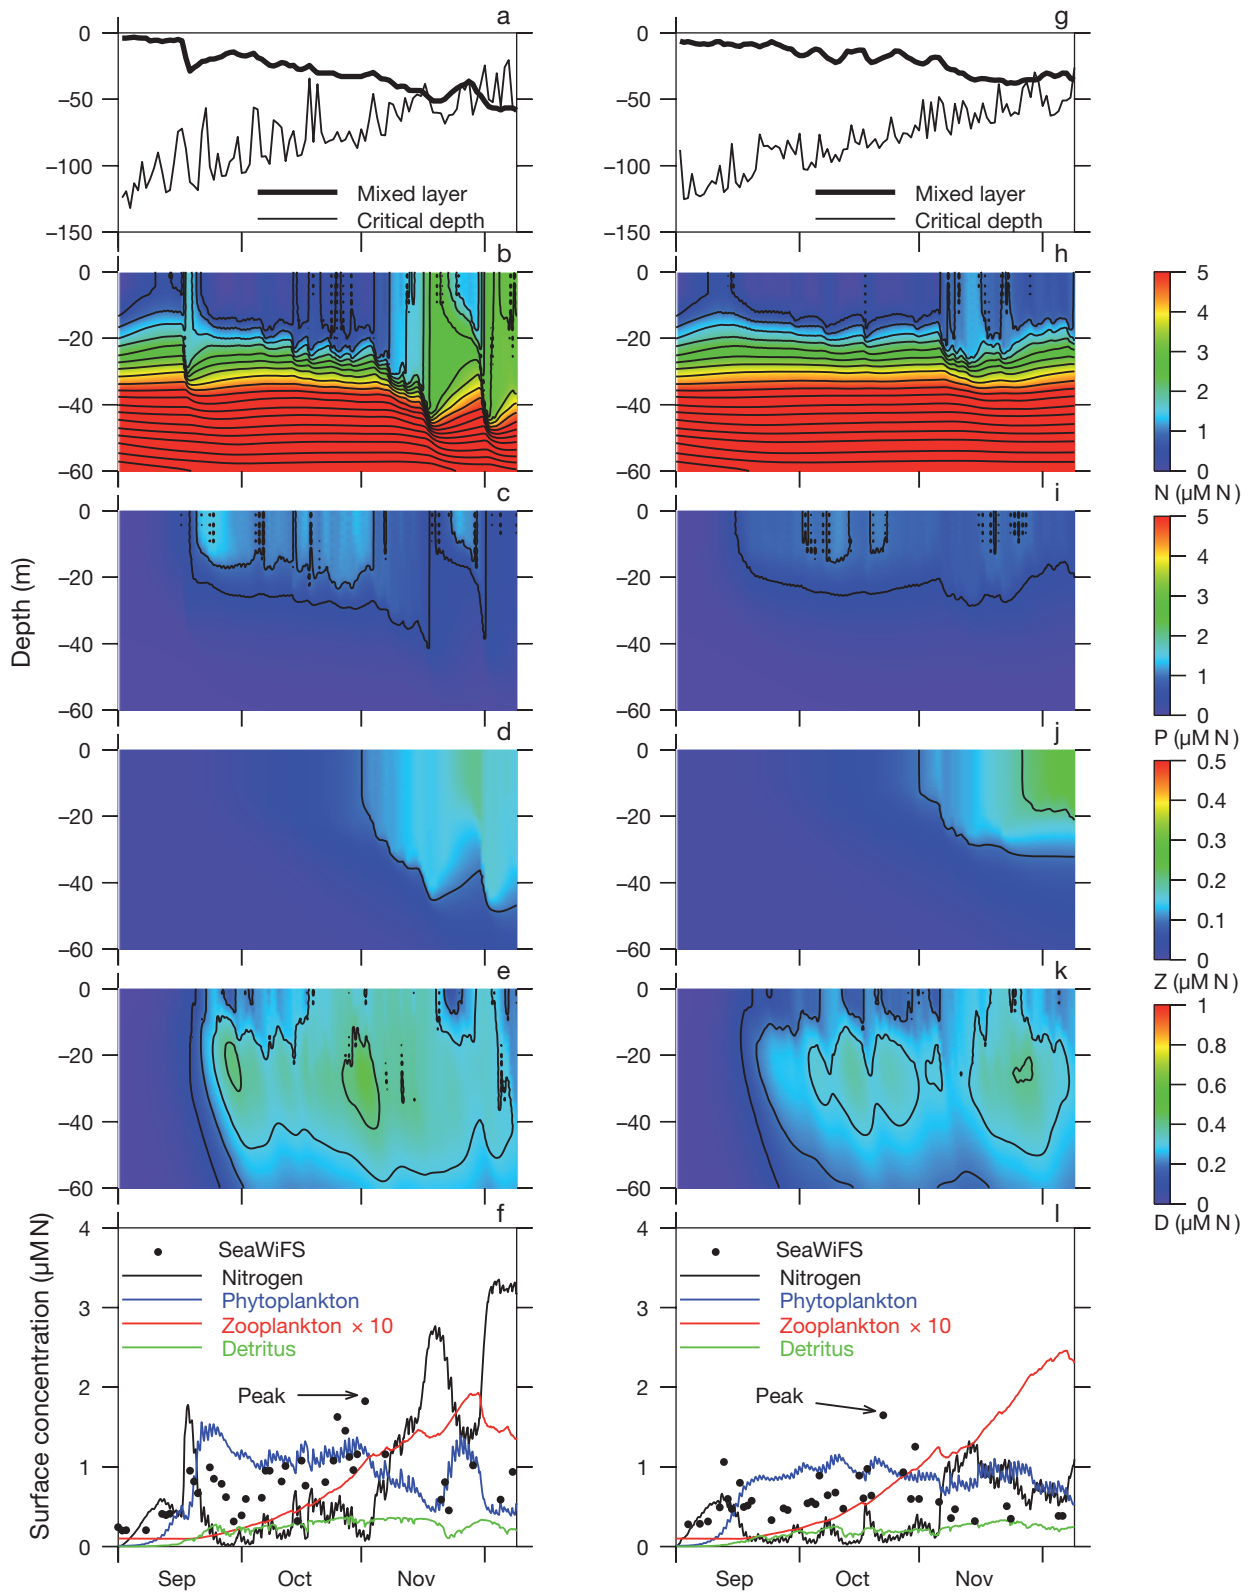 a
g
0
−50
−100
−150
Mixed layer
Critical depth
0
−50
−100
−150
Mixed layer
Critical depth
b
h
0
−20
−40
−60
0
−20
−40
−60
5
4
3
2
1
0
N (µM N)
c
i
0
−20
−40
−60
0
−20
−40
−60
5
4
3
2
1
0
P (µM N)
Depth (m)
d
j
0
−20
−40
−60
0
−20
−40
−60
0.5
0.4
0.3
0.2
0.1
0
Z (µM N)
e
k
0
−20
−40
−60
0
−20
−40
−60
1
0.8
0.6
0.4
0.2
0
D (µM N)
f
l
Surface concentration (µM N)
4
3
2
1
0
SeaWiFS
Nitrogen
Phytoplankton
Zooplankton × 10
Detritus
Peak
Sep Oct Nov
4
3
2
1
0
SeaWiFS
Nitrogen
Phytoplankton
Zooplankton × 10
Detritus
Peak
Sep Oct Nov